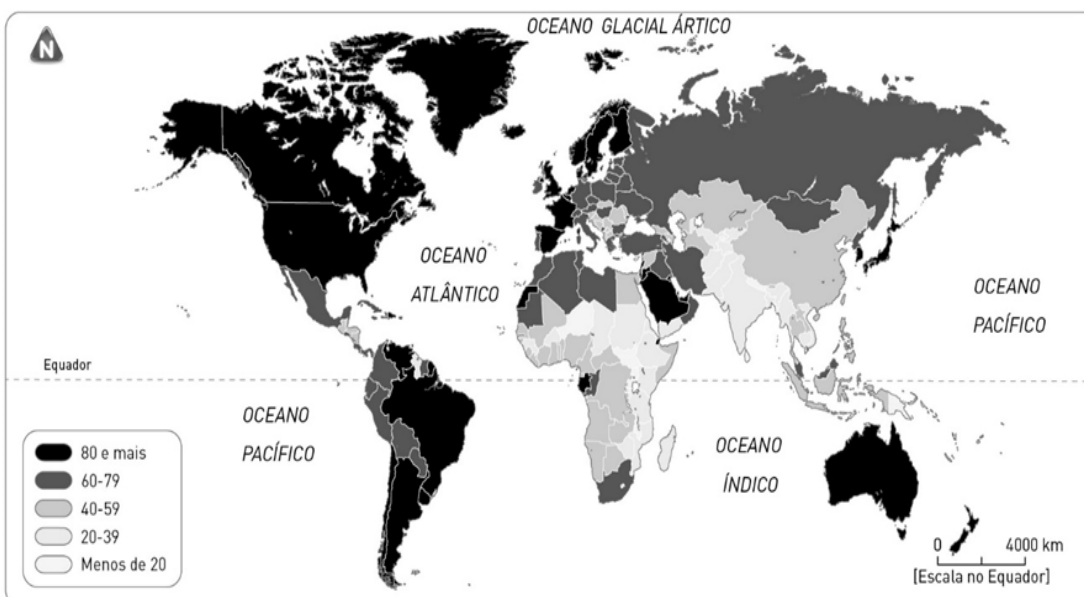 OCEANO GLACIAL ÁRTICO
N
OCEANO
ATLÂNTICO
OCEANO
PACÍFICO
Equador
OCEANO
PACÍFICO
OCEANO
ÍNDICO
80 e mais
60-79
40-59
20-39
Menos de 20
0 4000 km
[Escala no Equador]